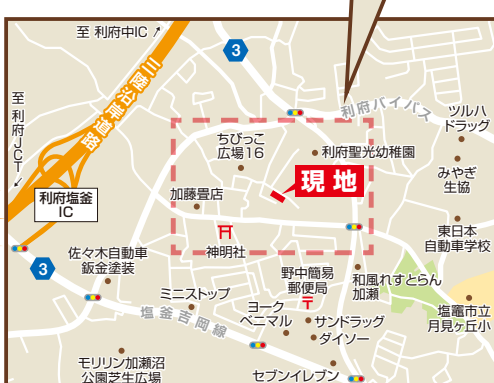 至 利府中IC
3
三陸沿岸道路
至
利府JCT
利府バイパス
ツルハ
ドラッグ
ちびっこ
広場16
利府聖光幼稚園
みやぎ
生協
現地
利府塩釜
IC
加藤畳店
神明社
東日本
自動車学校
3
佐々木自動車
鈑金塗装
野中簡易
郵便局
和風れすとらん
加瀬
ミニストップ
塩釜吉岡線
ヨーク
ベニマル
サンドラッグ
ダイソー
塩竈市立
月見ヶ丘小
モリリン加瀬沼
公園芝生広場
セブンイレブン